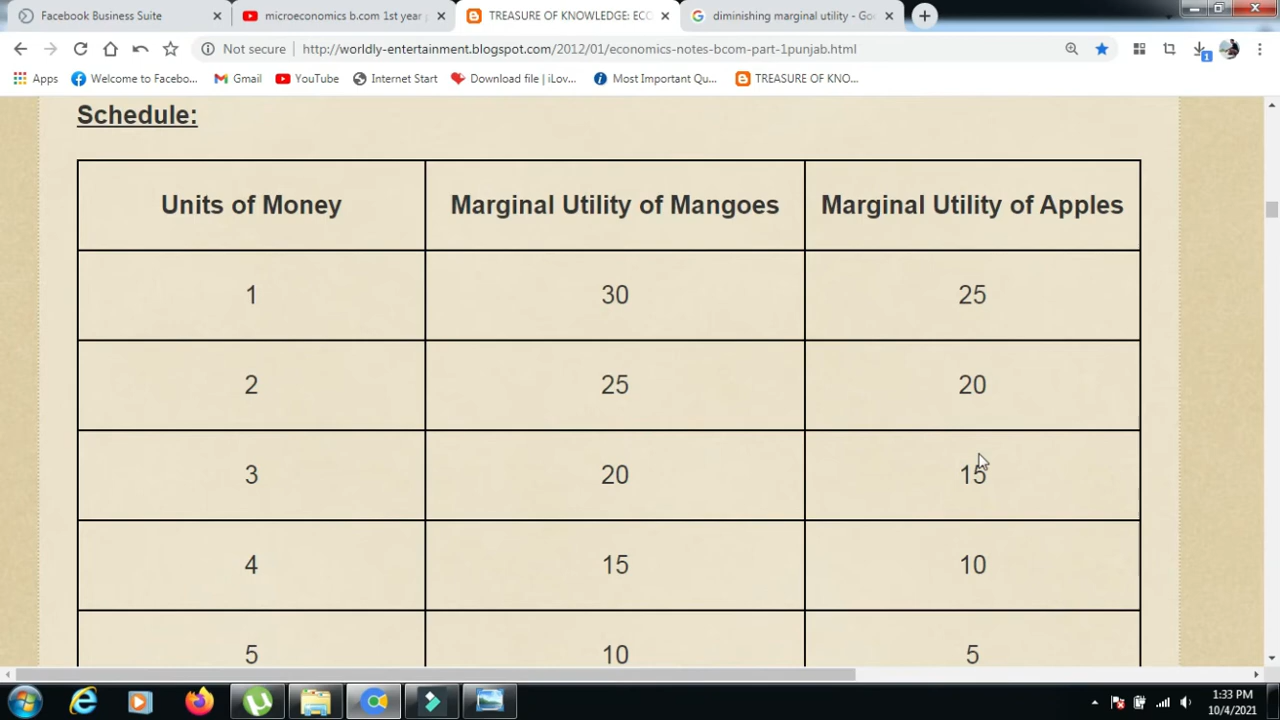 Facebook Business Suite
microeconomics b.com 1st year
TREASURE OF KNOWLEDGE: ECO
diminishing marginal utility - Goo
Not secure
http://worldly-entertainment.blogspot.com/2012/01/economics-notes-bcom-part-1punjab.html
1
Apps
Welcome to Facebo...
Gmail
YouTube
Internet Start
Download file | iLov...
Most Important Qu...
TREASURE OF KNO...
Schedule:
Units of Money Marginal Utility of Mangoes Marginal Utility of Apples
1 30 25
2 25 20
3 20 15
4 15 10
5 10 5
1:33 PM
10/4/2021